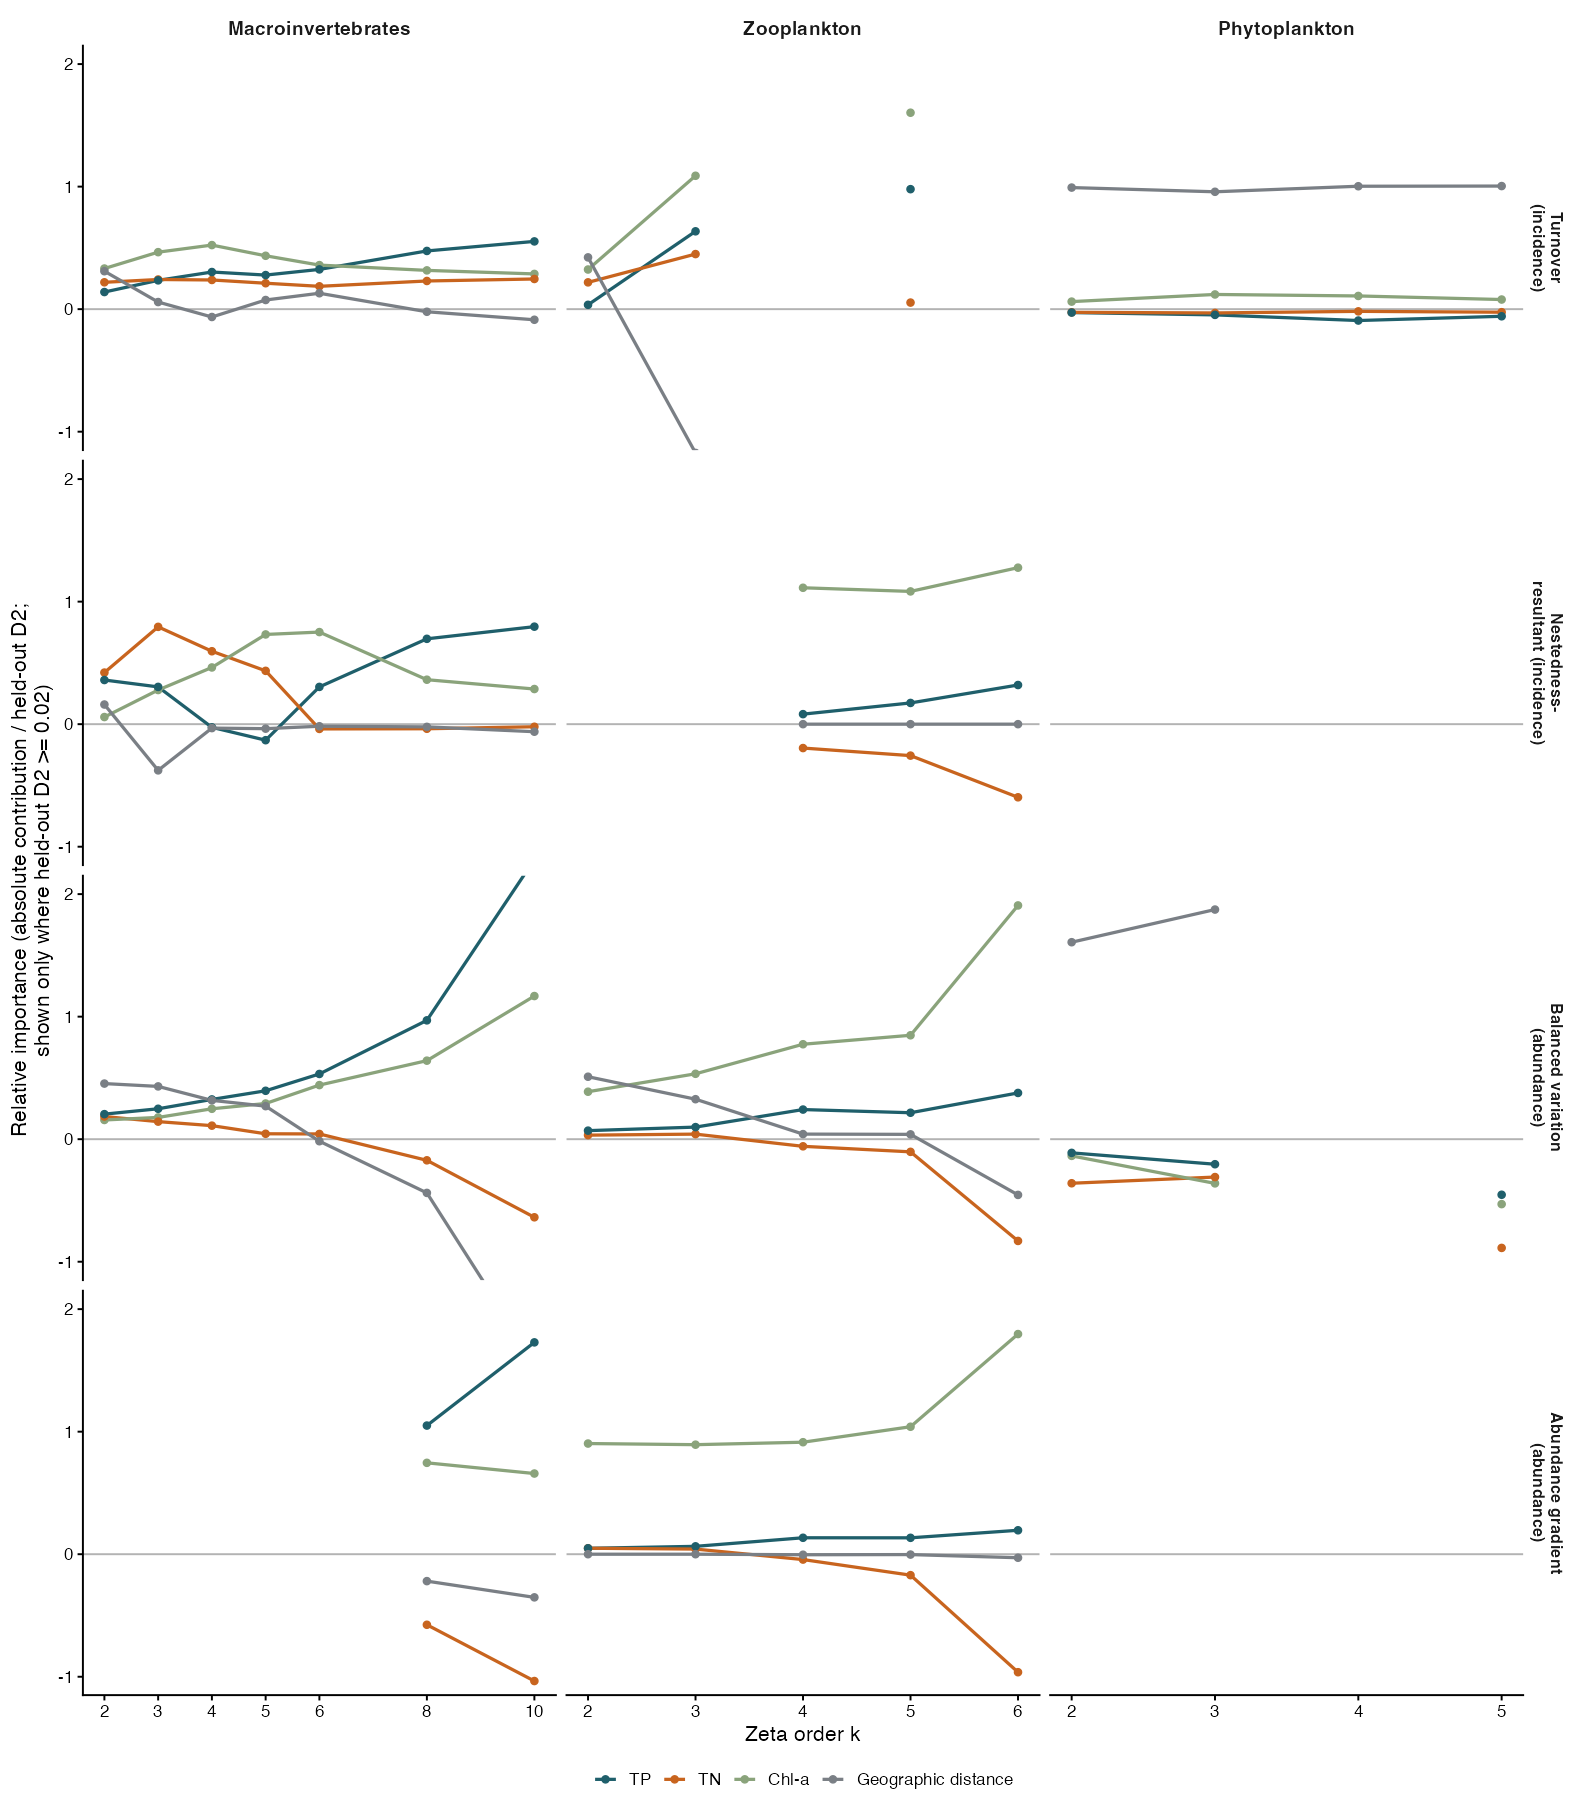 Macroinvertebrates
Zooplankton
Phytoplankton
Relative importance (absolute contribution / held-out D2;
shown only where held-out D2 >= 0.02)
2
1
0
-1
Turnover
(incidence)
2
1
0
-1
Nestedness-
resultant (incidence)
2
1
0
-1
Balanced variation
(abundance)
2
1
0
-1
Abundance gradient
(abundance)
2 3 4 5 6 8 10
2 3 4 5 6
2 3 4 5
Zeta order k
TP TN Chl-a Geographic distance